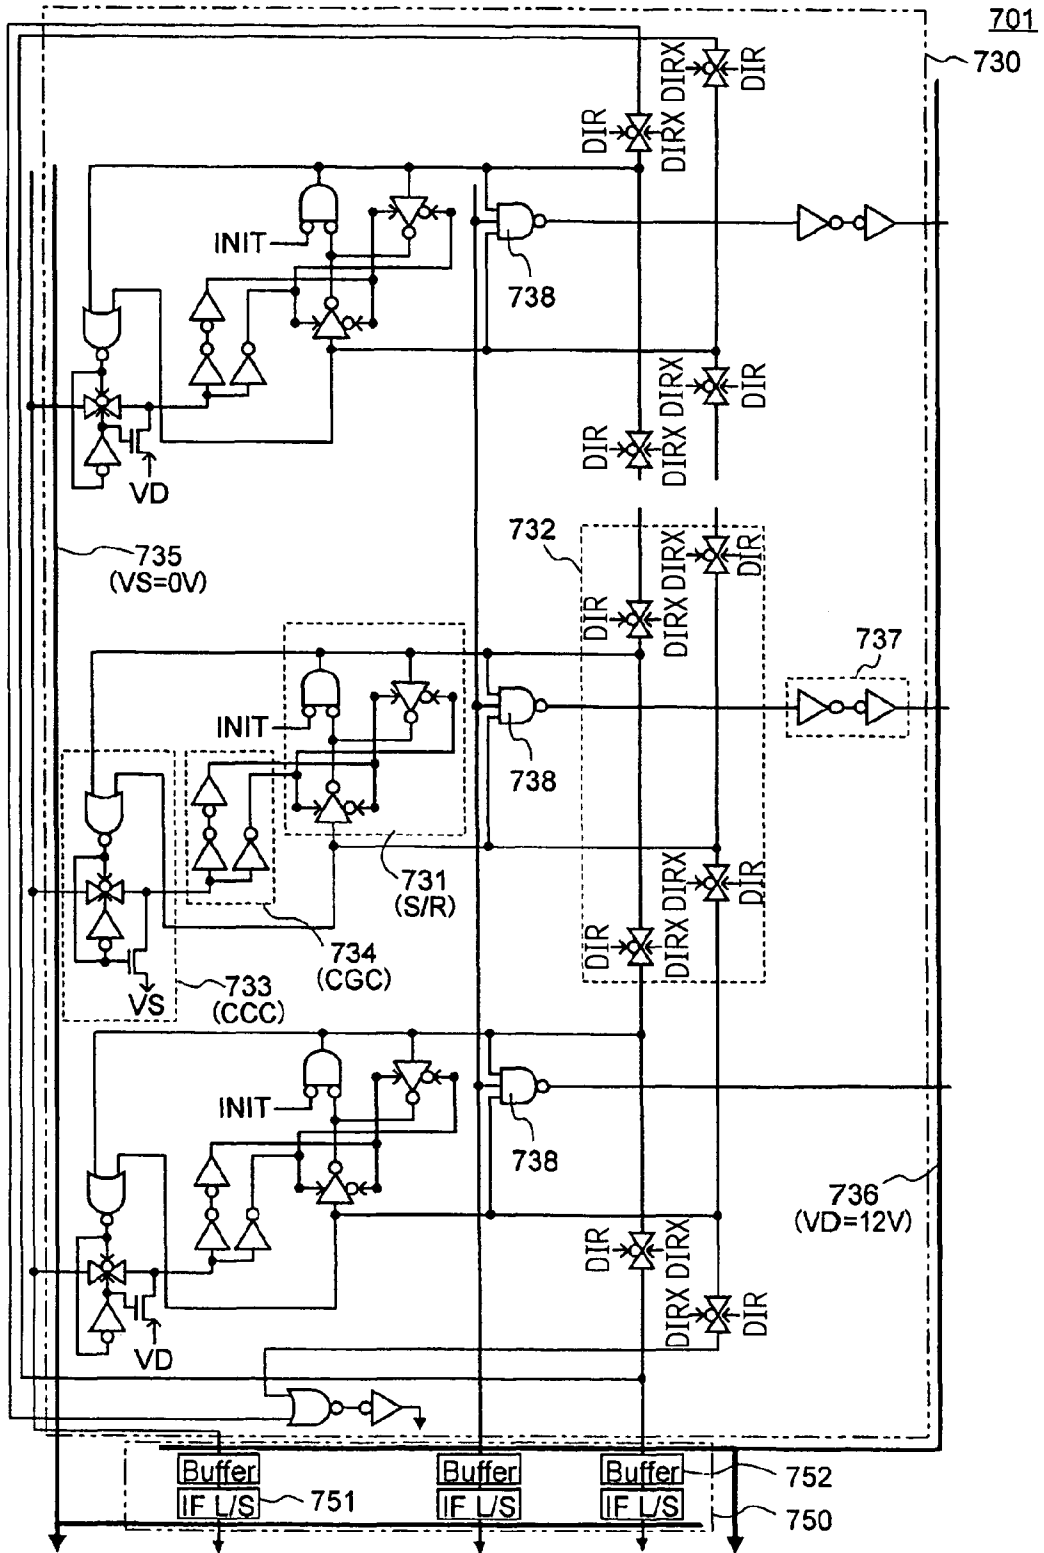 701
730
DIRX
DIR
DIR
DIRX
INIT
738
DIRX
DIR
DIR
DIRX
VD
735
(VS=0V)
732
DIRX
DIR
DIR
DIRX
737
INIT
738
731
(S/R)
DIRX
DIR
734
(CGC)
DIR
DIRX
VS
733
(CCC)
INIT
738
736
(VD=12V)
DIR
DIRX
DIRX
DIR
VD
Buffer
Buffer
Buffer
752
IF L/S
751
IF L/S
IF L/S
750